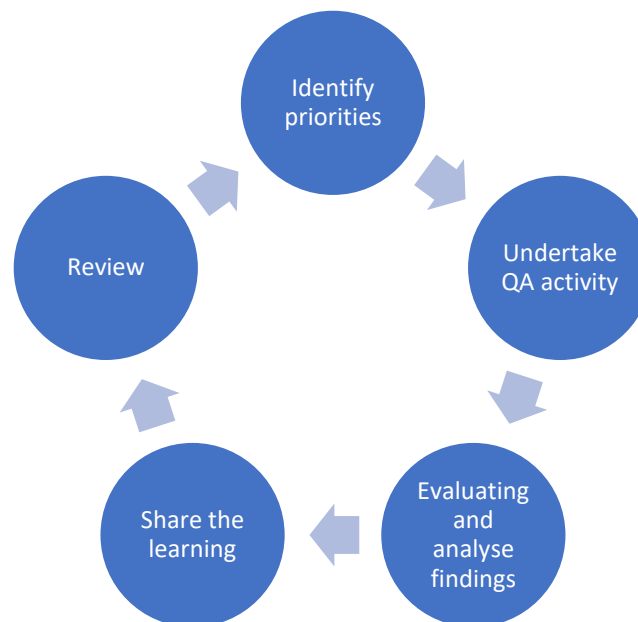 Identify
priorities
Undertake
QA activity
Evaluating
and
analyse
findings
Share the
learning
Review